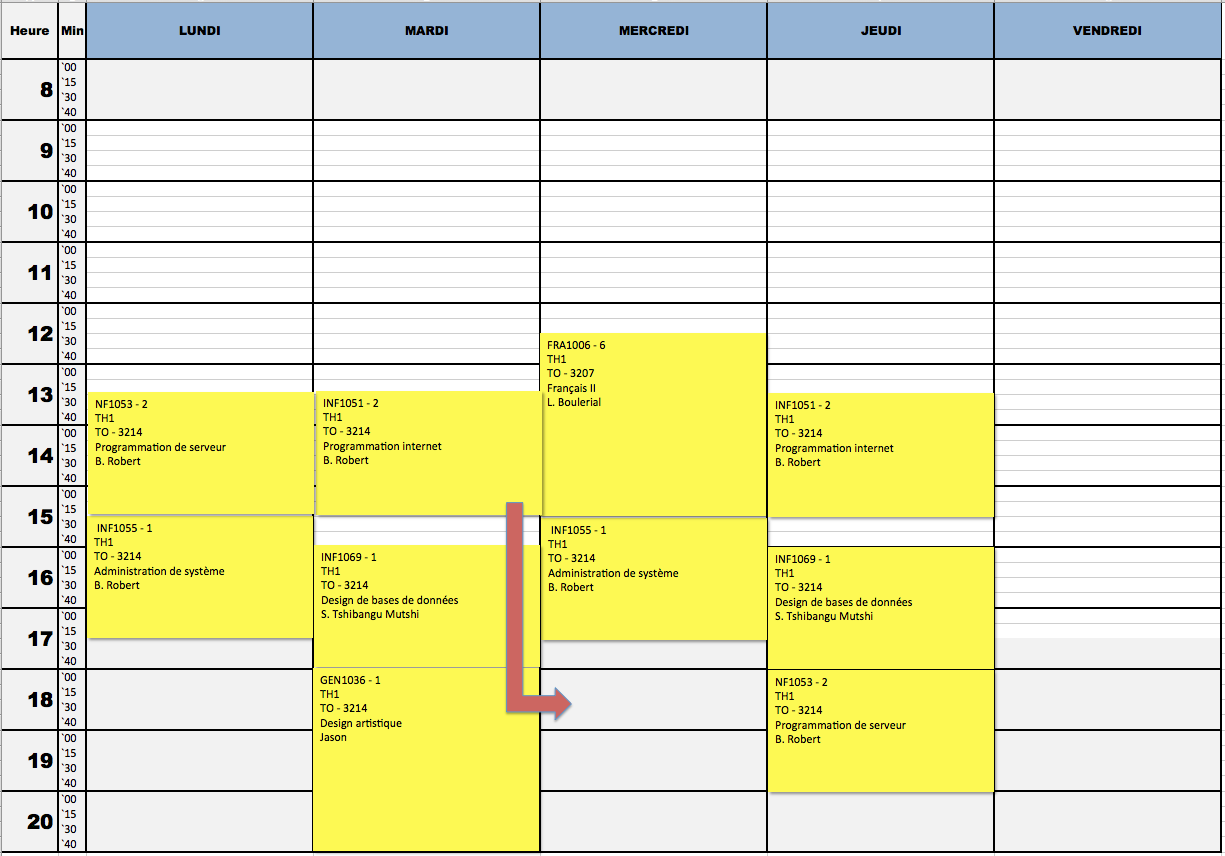 Heure Min LUNDI MARDI MERCREDI JEUDI VENDREDI
8
`00
`15
`30
`40
9
`00
`15
`30
`40
10
`00
`15
`30
`40
11
`00
`15
`30
`40
12
`00
`15
`30
`40
13
`00
`15
`30
`40
14
`00
`15
`30
`40
15
`00
`15
`30
`40
16
`00
`15
`30
`40
17
`00
`15
`30
`40
18
`00
`15
`30
`40
19
`00
`15
`30
`40
20
`00
`15
`30
`40
NF1053 - 2
TH1
TO - 3214
Programmation de serveur
B. Robert
INF1055 - 1
TH1
TO - 3214
Administration de système
B. Robert
INF1051 - 2
TH1
TO - 3214
Programmation internet
B. Robert
INF1069 - 1
TH1
TO - 3214
Design de bases de données
S. Tshibangu Mutshi
GEN1036 - 1
TH1
TO - 3214
Design artistique
Jason
FRA1006 - 6
TH1
TO - 3207
Français II
L. Boulerial
INF1055 - 1
TH1
TO - 3214
Administration de système
B. Robert
INF1051 - 2
TH1
TO - 3214
Programmation internet
B. Robert
INF1069 - 1
TH1
TO - 3214
Design de bases de données
S. Tshibangu Mutshi
NF1053 - 2
TH1
TO - 3214
Programmation de serveur
B. Robert